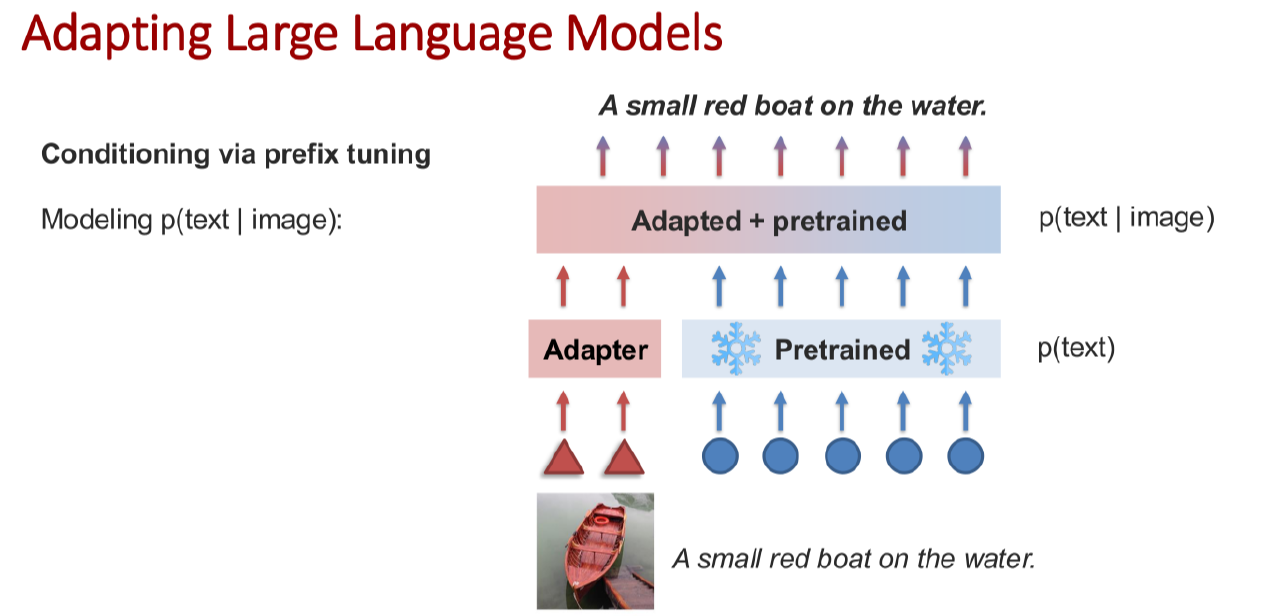 Adapting Large Language Models
A small red boat on the water.
Conditioning via prefix tuning
Modeling p(text | image):
Adapted + pretrained
p(text | image)
Adapter
Pretrained
p(text)
A small red boat on the water.